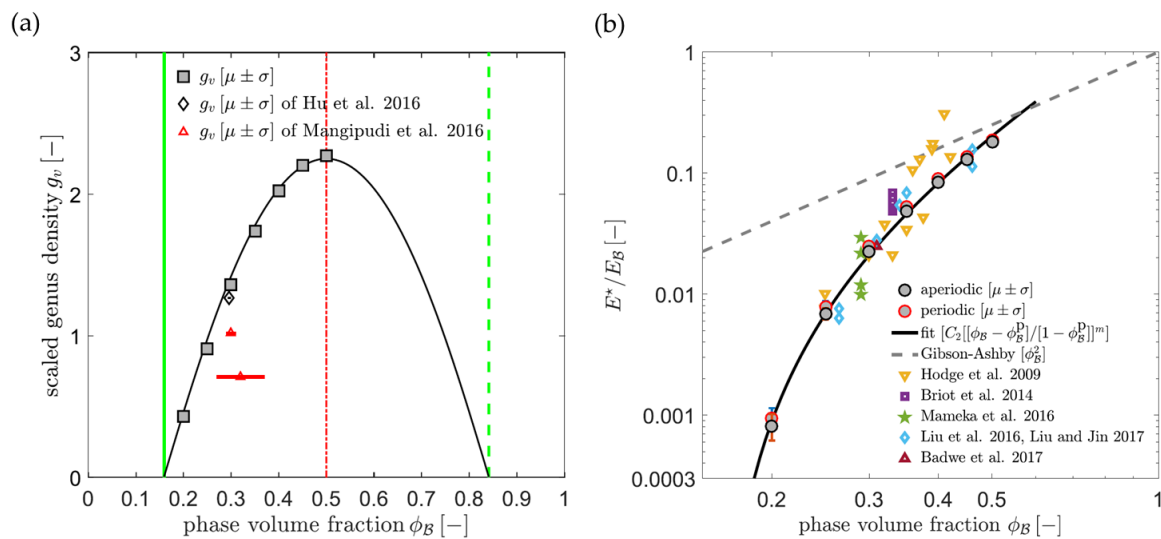 (a)
3
2
1
0
scaled genus density g_v [−]
g_v [μ ± σ]
g_v [μ ± σ] of Hu et al. 2016
g_v [μ ± σ] of Mangipudi et al. 2016
0 0.1 0.2 0.3 0.4 0.5 0.6 0.7 0.8 0.9 1
phase volume fraction ϕ_ℬ [−]
(b)
1
0.1
0.01
0.001
0.0003
E*/E_ℬ [−]
aperiodic [μ ± σ]
periodic [μ ± σ]
fit [C₂[[ϕ_ℬ − ϕ_ℬ^p]/[1 − ϕ_ℬ^p]]^m]
Gibson-Ashby [ϕ_ℬ^2]
Hodge et al. 2009
Briot et al. 2014
Mameka et al. 2016
Liu et al. 2016, Liu and Jin 2017
Badwe et al. 2017
0.2 0.3 0.4 0.5 1
phase volume fraction ϕ_ℬ [−]